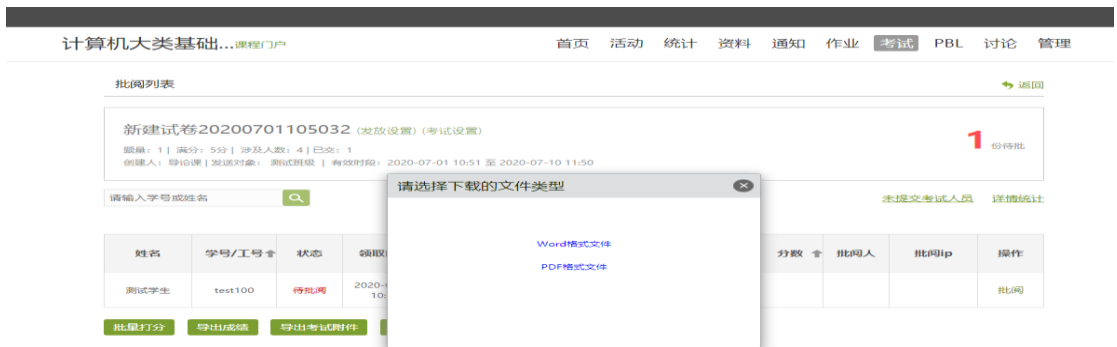 计算机大类基础...课程门户
首页 活动 统计 资料 通知 作业 考试 PBL 讨论 管理
批阅列表
返回
新建试卷20200701105032 (发放设置) (考试设置)
题量: 1 | 满分: 5分 | 涉及人数: 4 | 已交: 1
创建人: 导论课 | 发送对象: 测试班级 | 有效时段: 2020-07-01 10:51 至 2020-07-10 11:50
1 份待批
请输入学号或姓名
未提交考试人员 详情统计
请选择下载的文件类型
Word格式文件
PDF格式文件
姓名 学号/工号 状态 领取 分数 批阅人 批阅ip 操作
测试学生 test100 待批阅 2020- 批阅
10:
批量打分 导出成绩 导出考试附件